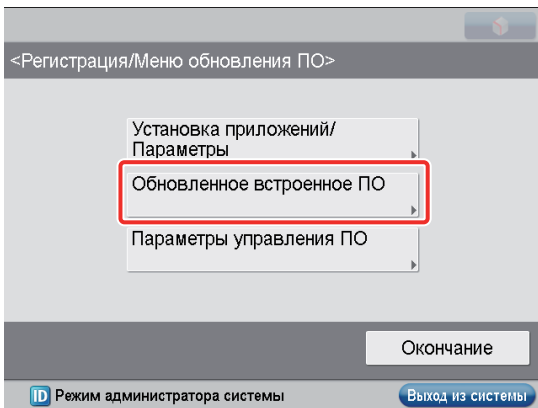 <Регистрация/Меню обновления ПО>
Установка приложений/
Параметры
Обновленное встроенное ПО
Параметры управления ПО
Окончание
ID Режим администратора системы
Выход из системы